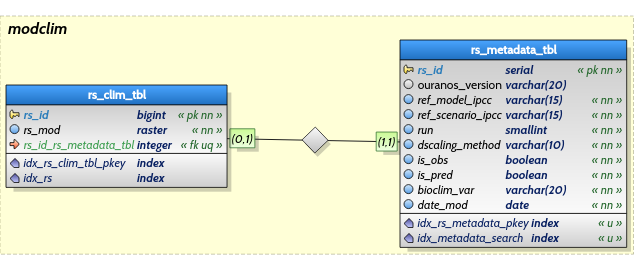 modclim
rs_clim_tbl
rs_id bigint « pk nn »
rs_mod raster « nn »
rs_id_rs_metadata_tbl integer « fk uq »
idx_rs_clim_tbl_pkey index
idx_rs index
(0,1)
(1,1)
rs_metadata_tbl
rs_id serial « pk nn »
ouranos_version varchar(20)
ref_model_ipcc varchar(15) « nn »
ref_scenario_ipcc varchar(15) « nn »
run smallint « nn »
dscaling_method varchar(10) « nn »
is_obs boolean « nn »
is_pred boolean « nn »
bioclim_var varchar(20) « nn »
date_mod date « nn »
idx_rs_metadata_pkey index « u »
idx_metadata_search index « u »